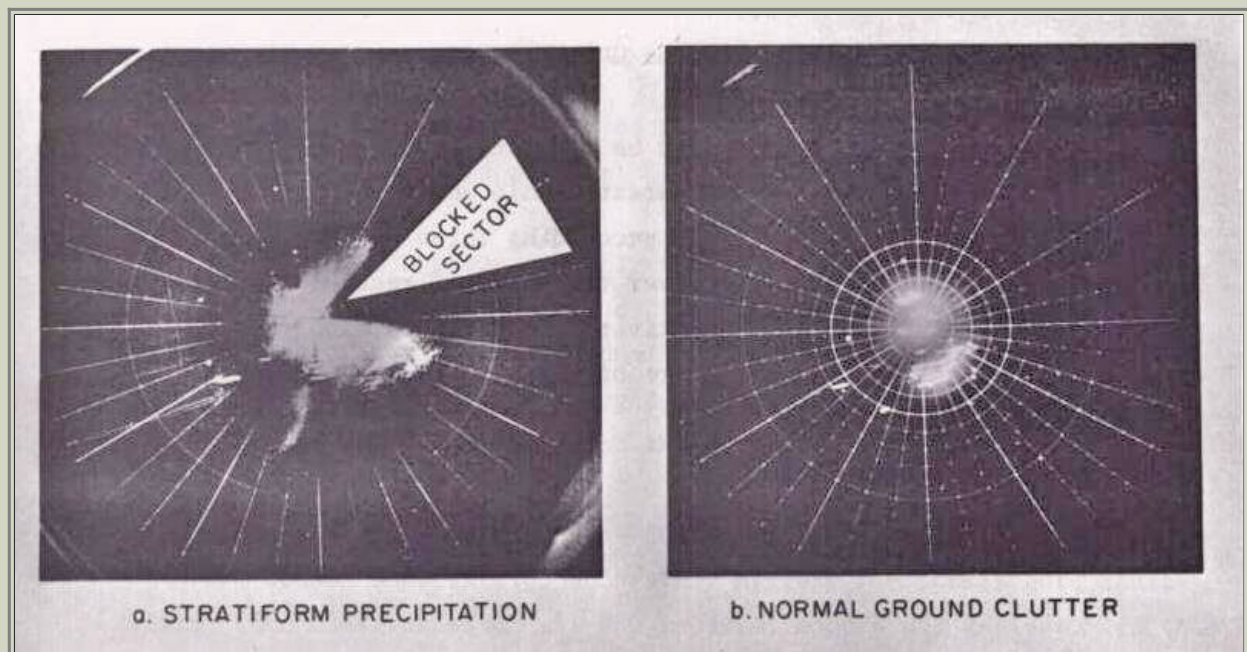 BLOCKED
SECTOR
a. STRATIFORM PRECIPITATION
b. NORMAL GROUND CLUTTER